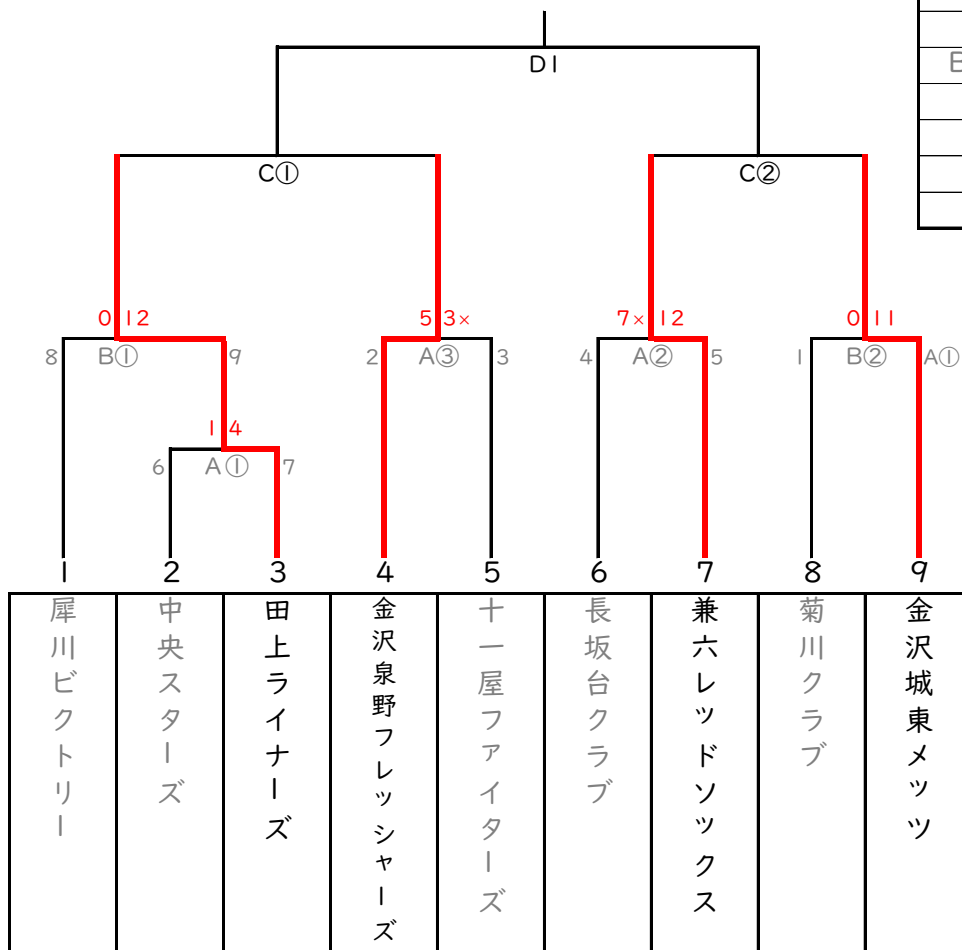 B
D1
C①
C②
0 12
5 3×
7× 12
0 11
8 B① 9
2 A③ 3
4 A② 5
1 B② A①
1 4
6 A① 7
1 2 3 4 5 6 7 8 9
犀川ビクトリー
中央スターズ
田上ライナーズ
金沢泉野フレッシャーズ
十一屋ファイターズ
長坂台クラブ
兼六レッドソックス
菊川クラブ
金沢城東メッツ